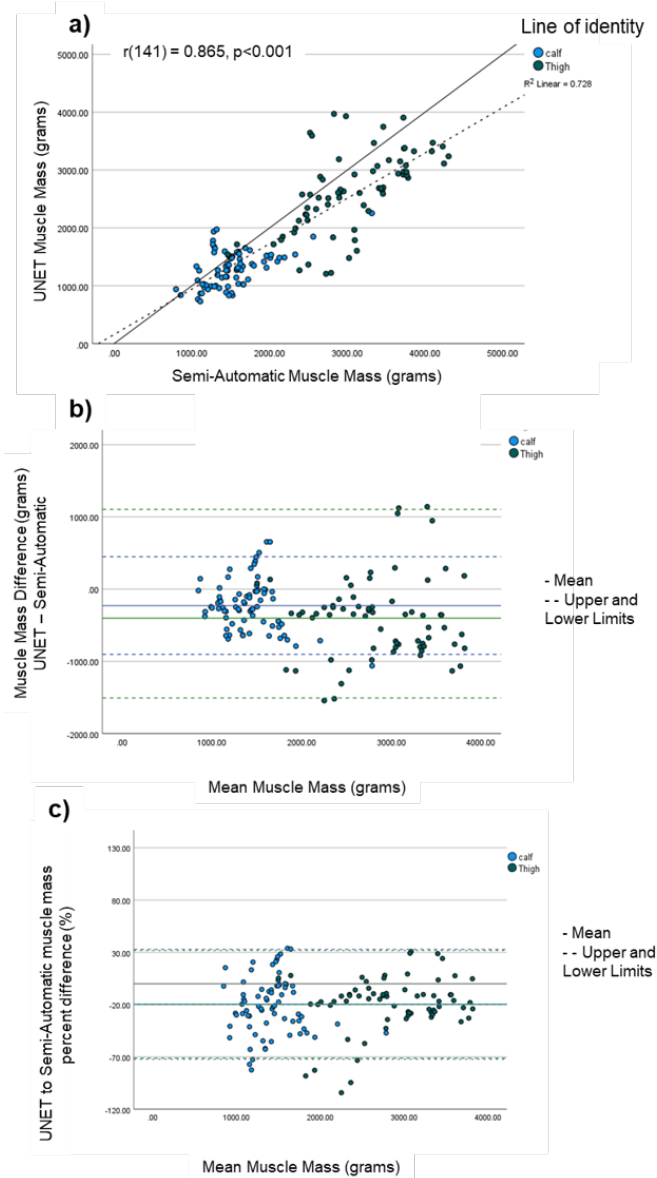 a)
r(141) = 0.865, p<0.001
Line of identity
calf
Thigh
R² Linear = 0.728
UNET Muscle Mass (grams)
5000.00
4000.00
3000.00
2000.00
1000.00
.00
.00 1000.00 2000.00 3000.00 4000.00 5000.00
Semi-Automatic Muscle Mass (grams)
b)
calf
Thigh
Muscle Mass Difference (grams)
UNET – Semi-Automatic
2000.00
1000.00
.00
-1000.00
-2000.00
.00 1000.00 2000.00 3000.00 4000.00
- Mean
- - Upper and
Lower Limits
Mean Muscle Mass (grams)
c)
calf
Thigh
UNET to Semi-Automatic muscle mass
percent difference (%)
130.00
80.00
30.00
-20.00
-70.00
-120.00
.00 1000.00 2000.00 3000.00 4000.00
- Mean
- - Upper and
Lower Limits
Mean Muscle Mass (grams)